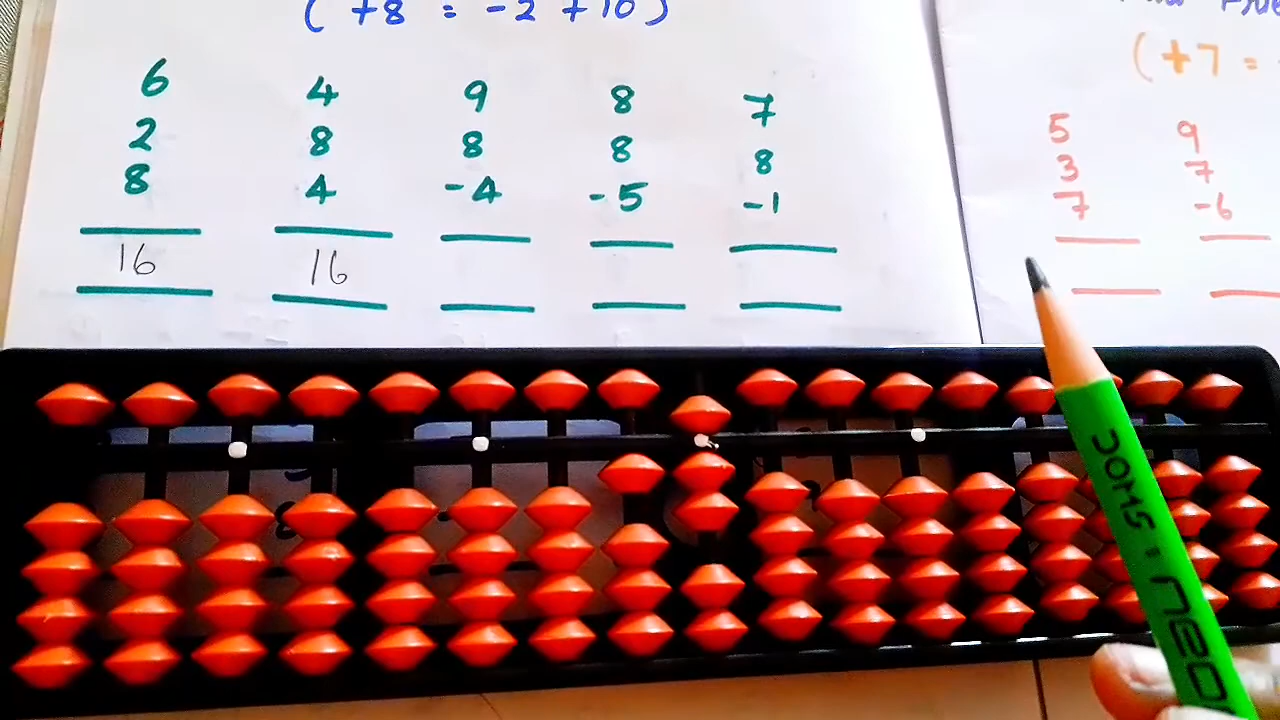 ( +8 = -2 +10 )
6 4 9 8 7
2 8 8 8 8
8 4 -4 -5 -1
16 16
(+7 =
5 9
3 7
7 -6
DOMS